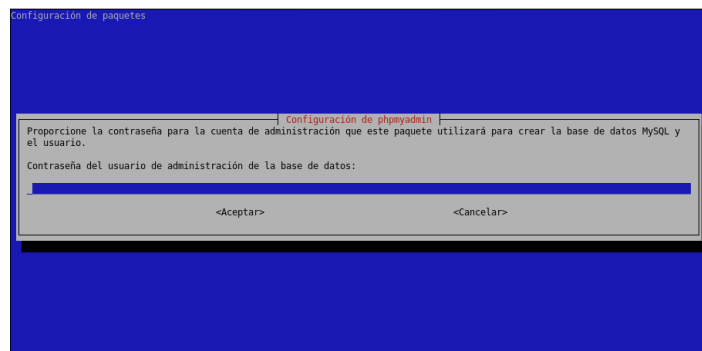 Configuración de paquetes
Configuración de phpmyadmin
Proporcione la contraseña para la cuenta de administración que este paquete utilizará para crear la base de datos MySQL y
el usuario.
Contraseña del usuario de administración de la base de datos:
<Aceptar> <Cancelar>